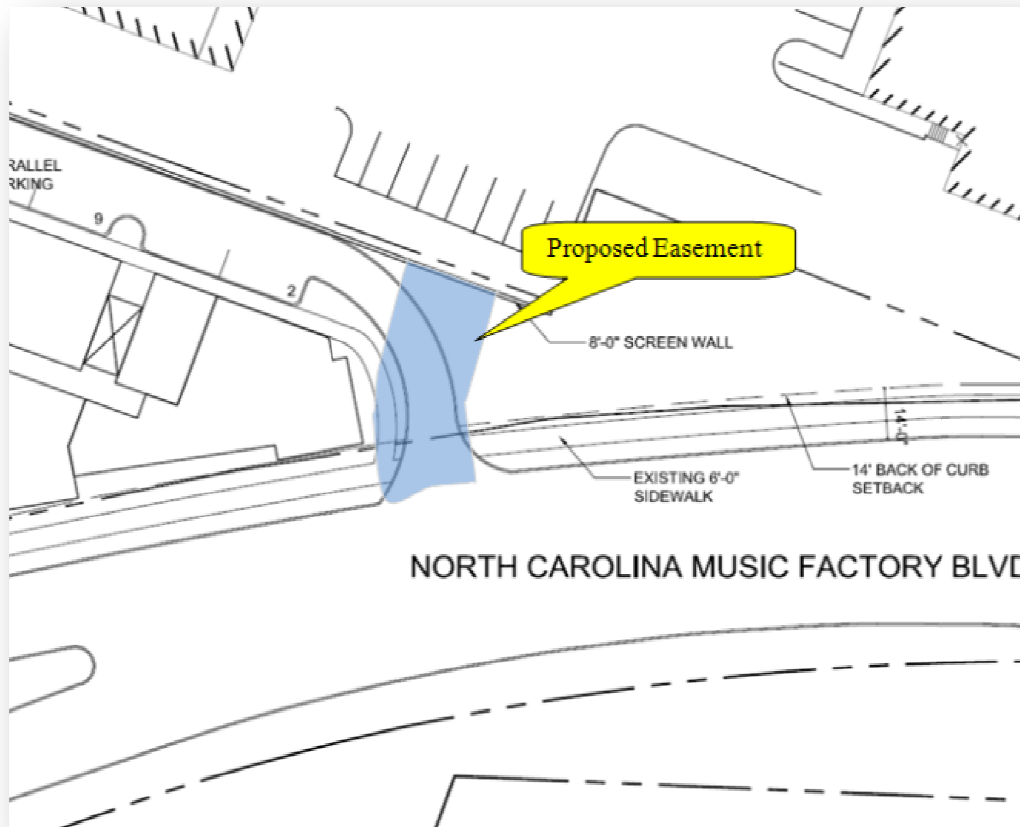 RALLEL
RKING
9
2
Proposed Easement
8'-0" SCREEN WALL
14'-0"
EXISTING 6'-0"
SIDEWALK
14' BACK OF CURB
SETBACK
NORTH CAROLINA MUSIC FACTORY BLVD